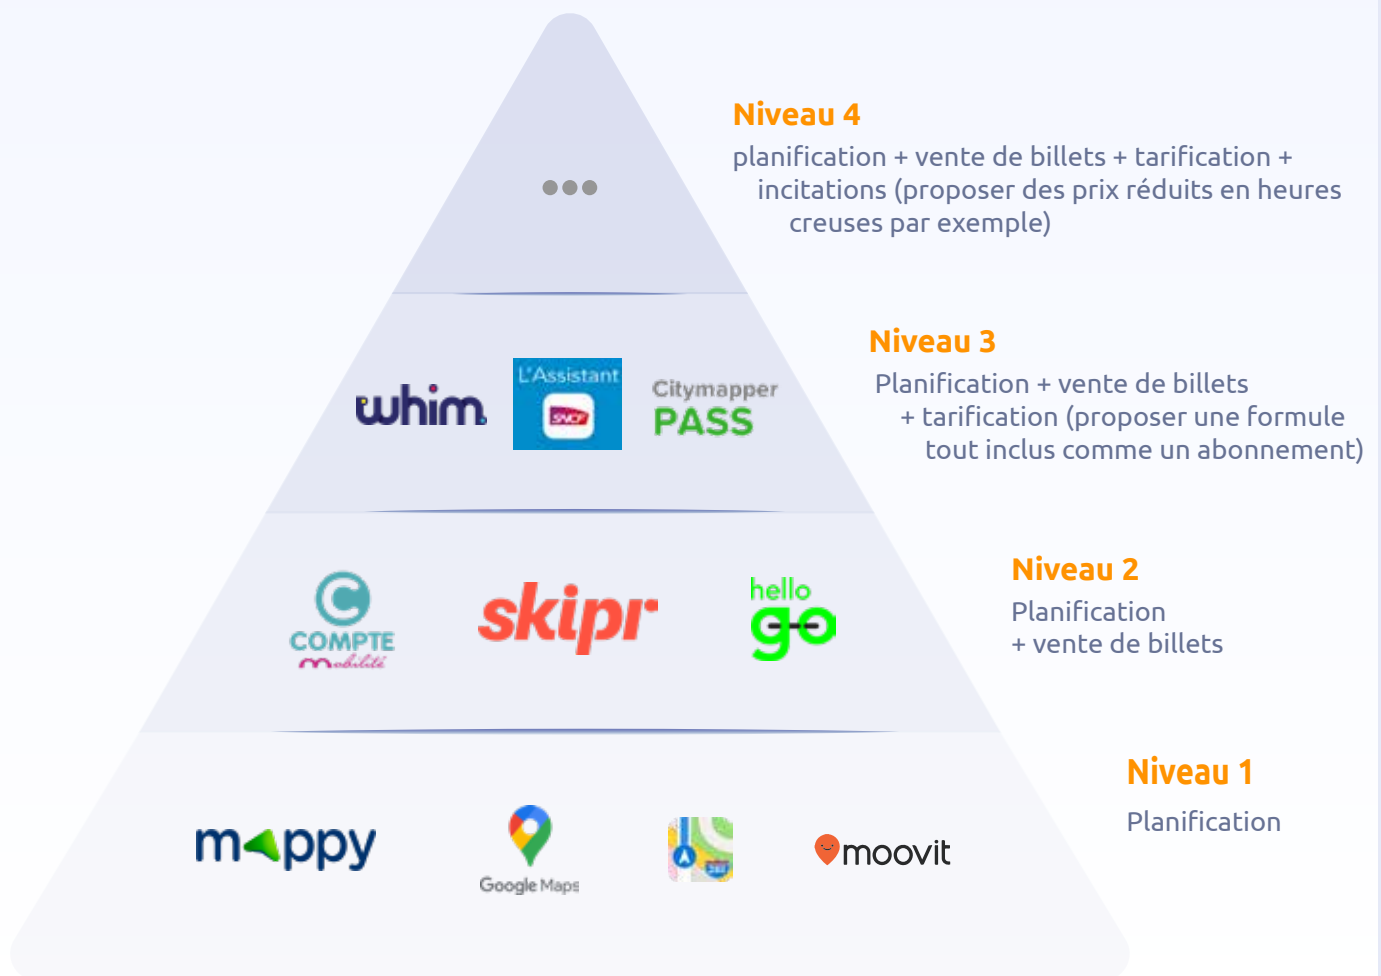 Niveau 4
planification + vente de billets + tarification +
incitations (proposer des prix réduits en heures
creuses par exemple)
Niveau 3
Planification + vente de billets
+ tarification (proposer une formule
tout inclus comme un abonnement)
whim
L'Assistant
SNCF
Citymapper
PASS
Niveau 2
Planification
+ vente de billets
C
COMPTE
mobilité
skipr
hello
go
Niveau 1
Planification
mappy
Google Maps
moovit